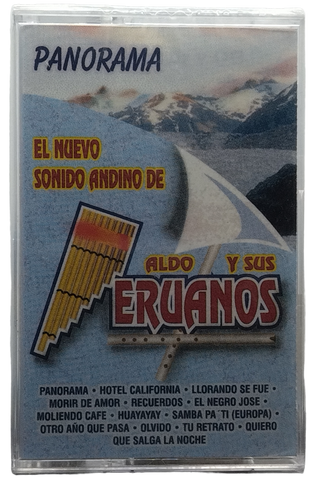 PANORAMA
EL NUEVO
SONIDO ANDINO DE
ALDO Y SUS
ERUANOS
PANORAMA • HOTEL CALIFORNIA • LLORANDO SE FUE •
MORIR DE AMOR • RECUERDOS • EL NEGRO JOSE •
MOLIENDO CAFE • HUAYAYAY • SAMBA PA´TI (EUROPA) •
OTRO AÑO QUE PASA • OLVIDO • TU RETRATO • QUIERO
QUE SALGA LA NOCHE